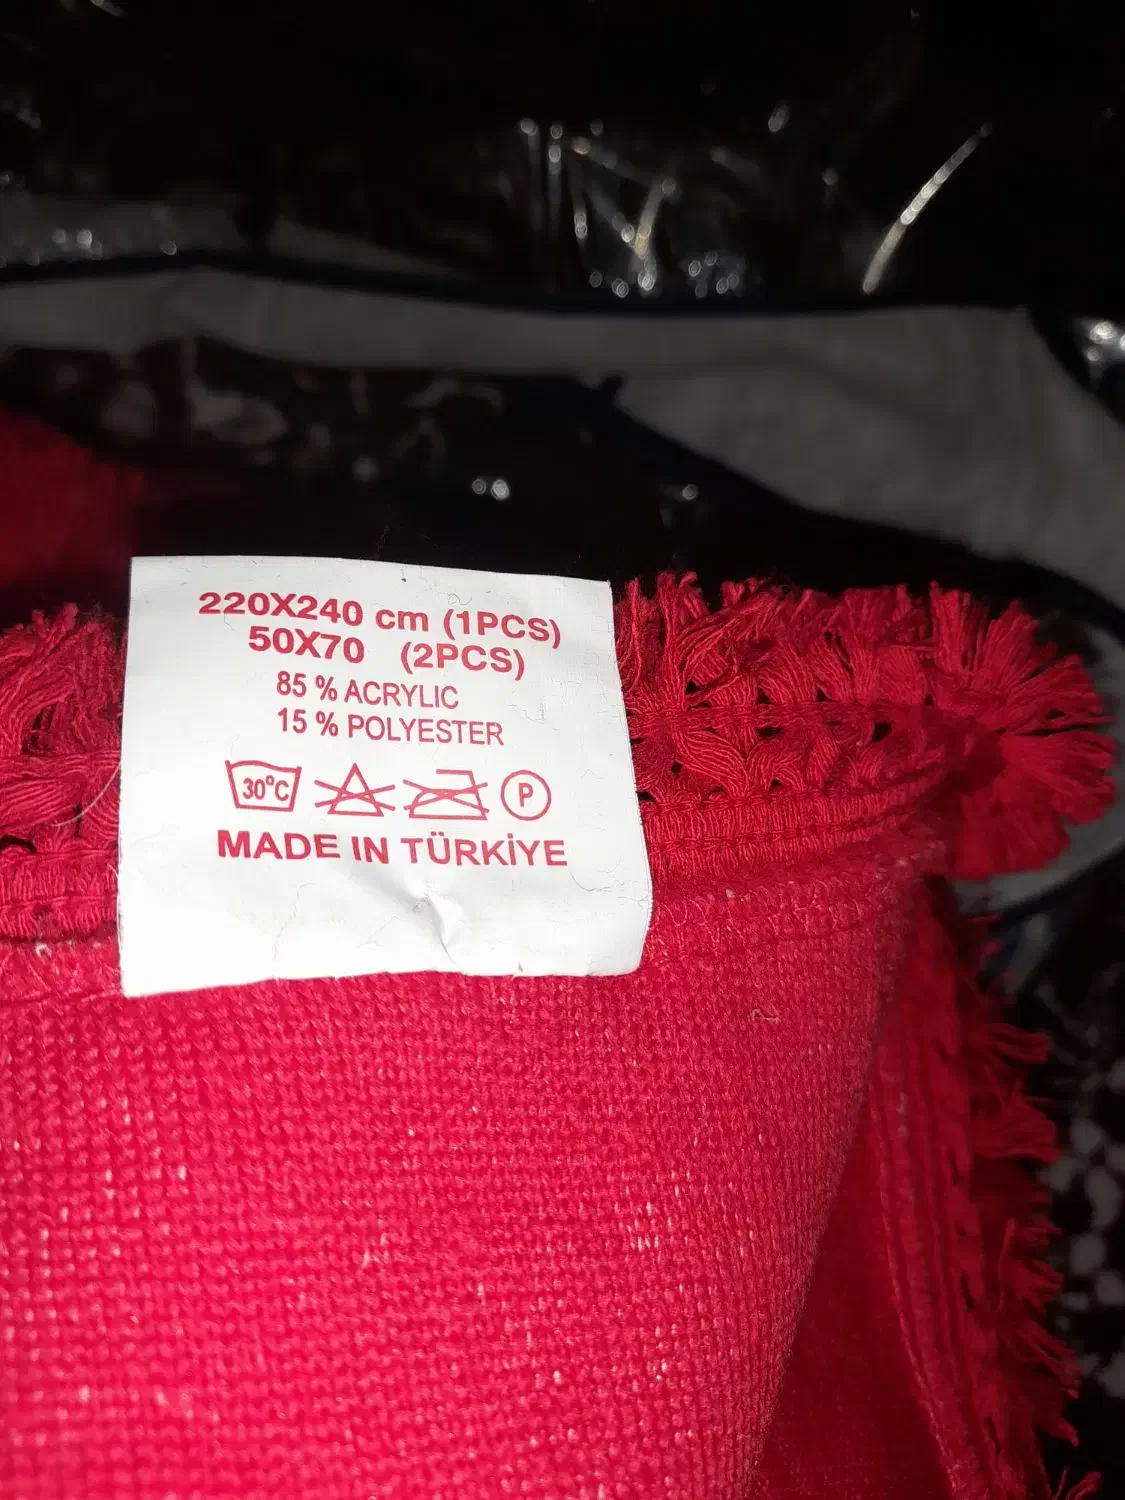 220X240 cm (1PCS)
50X70 (2PCS)
85 % ACRYLIC
15 % POLYESTER
30°C P
MADE IN TÜRKİYE